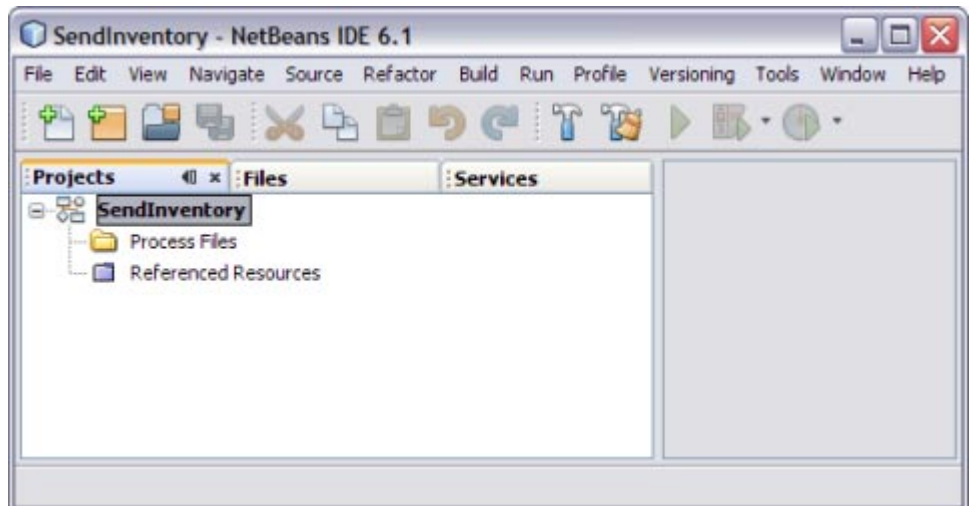 SendInventory - NetBeans IDE 6.1
File Edit View Navigate Source Refactor Build Run Profile Versioning Tools Window Help
Projects Files Services
SendInventory
Process Files
Referenced Resources